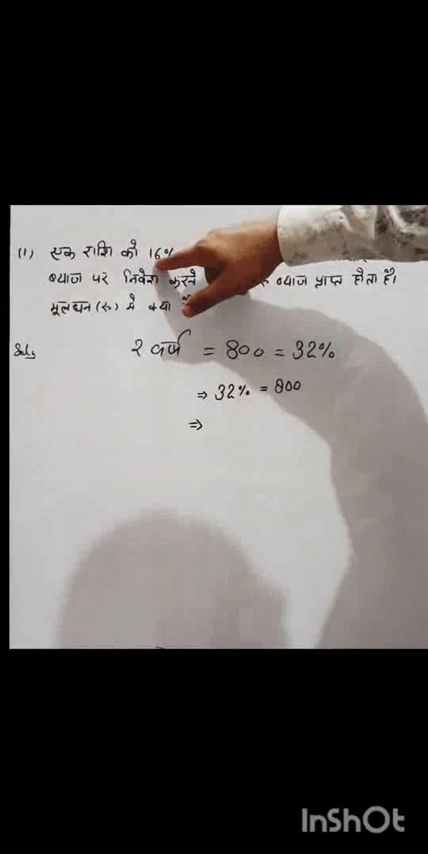 (1) एक राशि को 16%
ब्याज पर निवेश करने ब्याज प्राप्त होता है।
मूलधन (रु) में क्या
Sol:
2 वर्ष = 800 = 32%
⇒ 32% = 800
⇒
InShOt